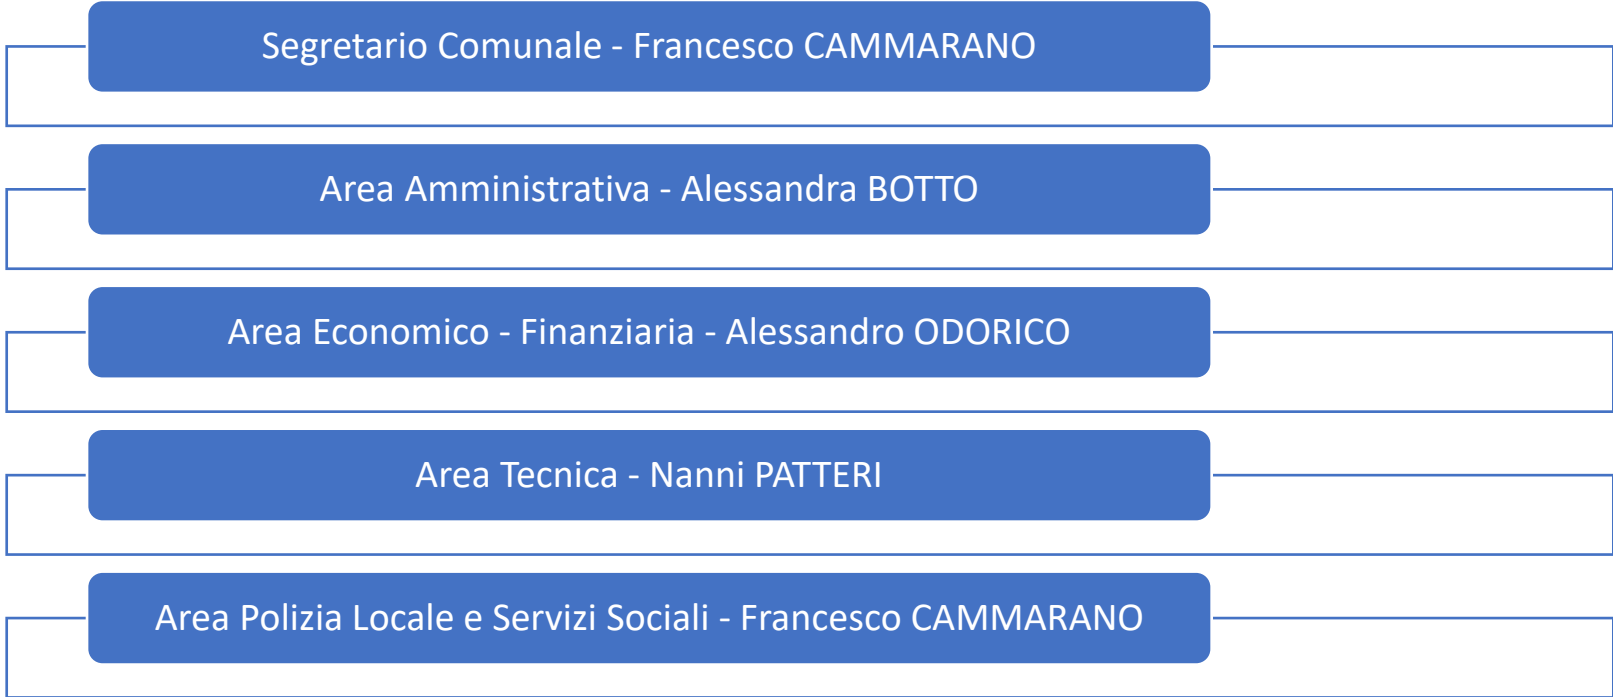 Segretario Comunale - Francesco CAMMARANO
Area Amministrativa - Alessandra BOTTO
Area Economico - Finanziaria - Alessandro ODORICO
Area Tecnica - Nanni PATTERI
Area Polizia Locale e Servizi Sociali - Francesco CAMMARANO